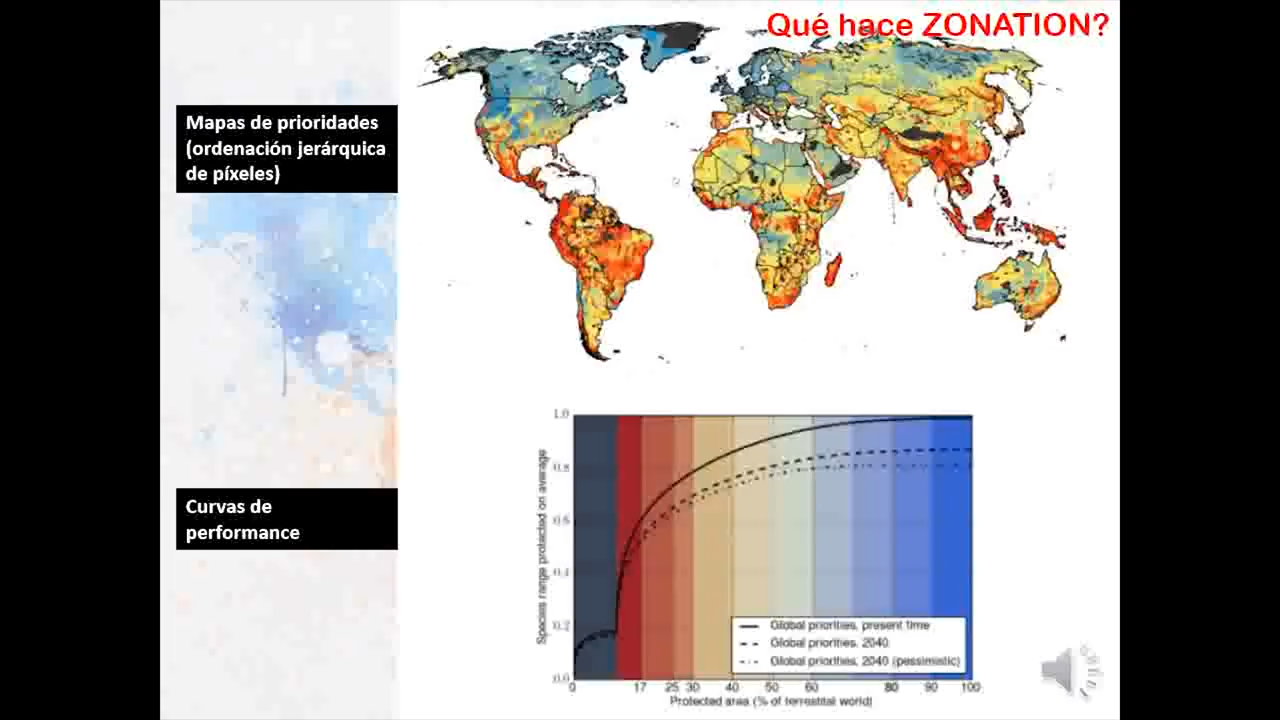 Qué hace ZONATION?
Mapas de prioridades
(ordenación jerárquica
de píxeles)
Curvas de
performance
1.0
0.8
0.6
0.4
0.2
0.0
Species range protected on average
Global priorities, present time
Global priorities, 2040
Global priorities, 2040 (pessimistic)
0 17 25 30 40 50 60 80 90 100
Protected area (% of terrestrial world)